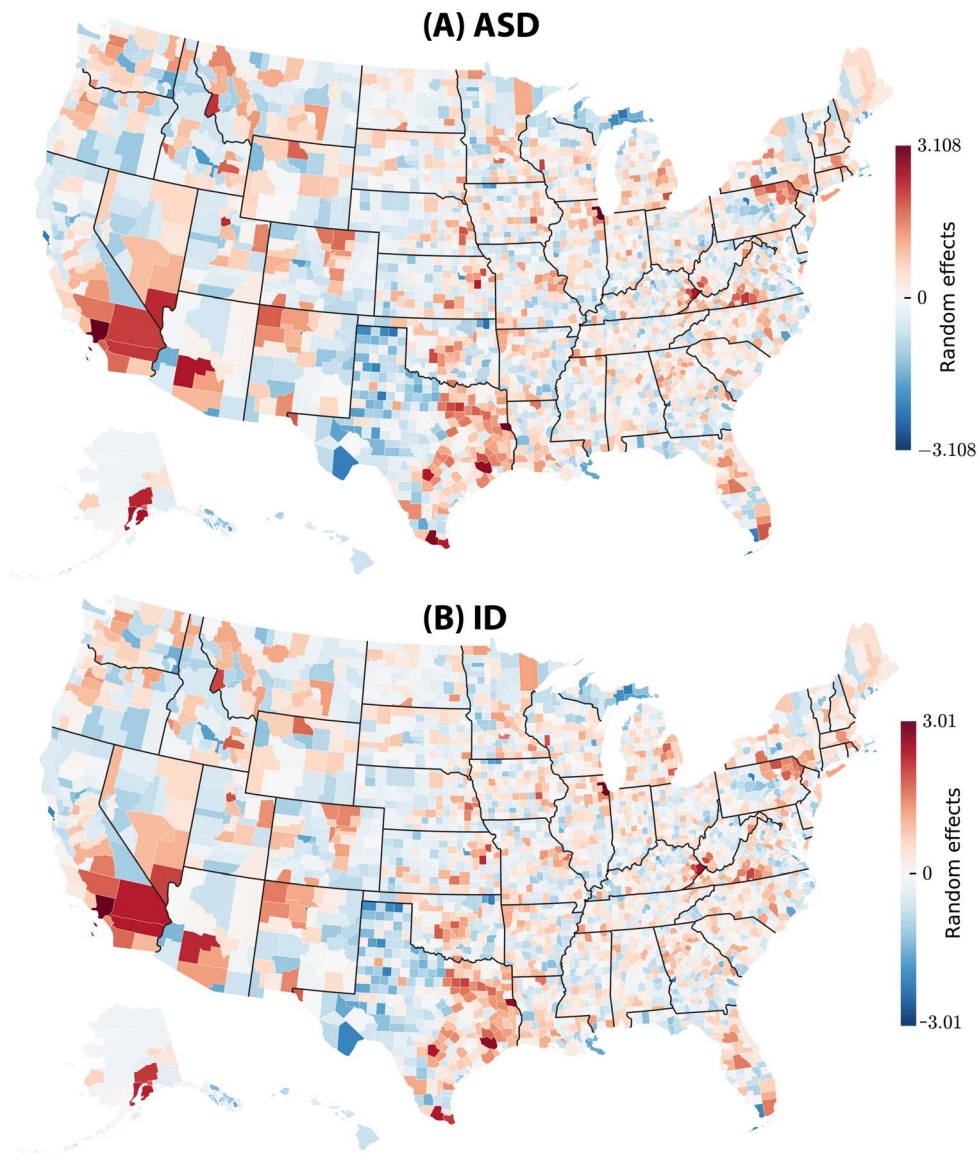 (A) ASD
3.108
0
−3.108
Random effects
(B) ID
3.01
0
-3.01
Random effects